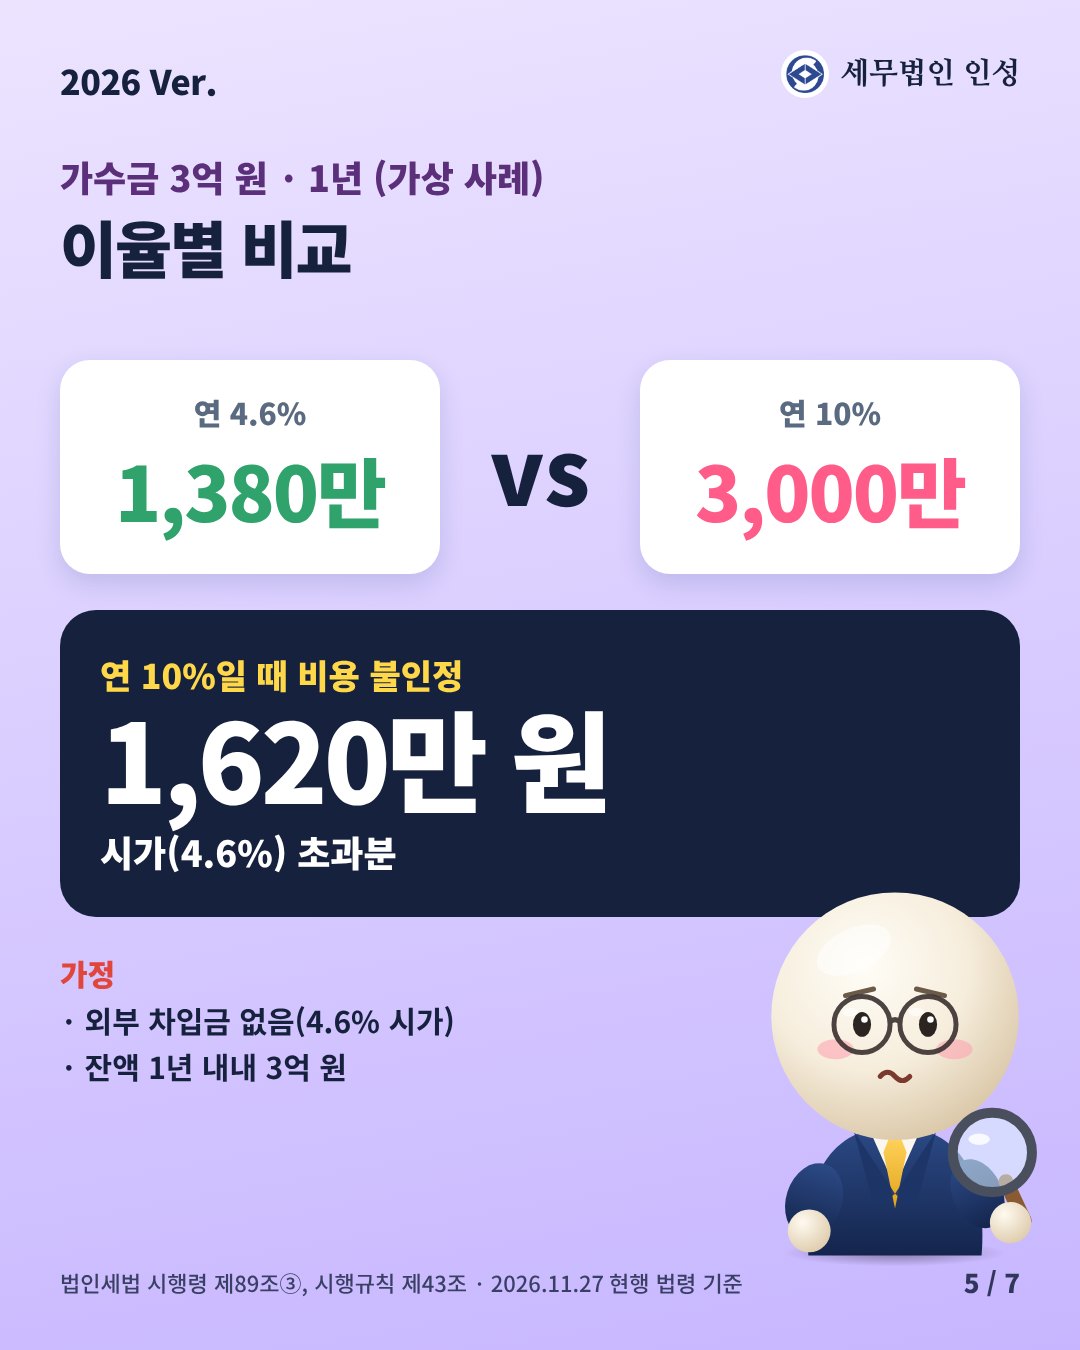 2026 Ver.
세무법인 인성
가수금 3억 원 · 1년 (가상 사례)
이율별 비교
연 4.6%
1,380만
VS
연 10%
3,000만
연 10%일 때 비용 불인정
1,620만 원
시가(4.6%) 초과분
가정
· 외부 차입금 없음(4.6% 시가)
· 잔액 1년 내내 3억 원
법인세법 시행령 제89조③, 시행규칙 제43조 · 2026.11.27 현행 법령 기준
5 / 7